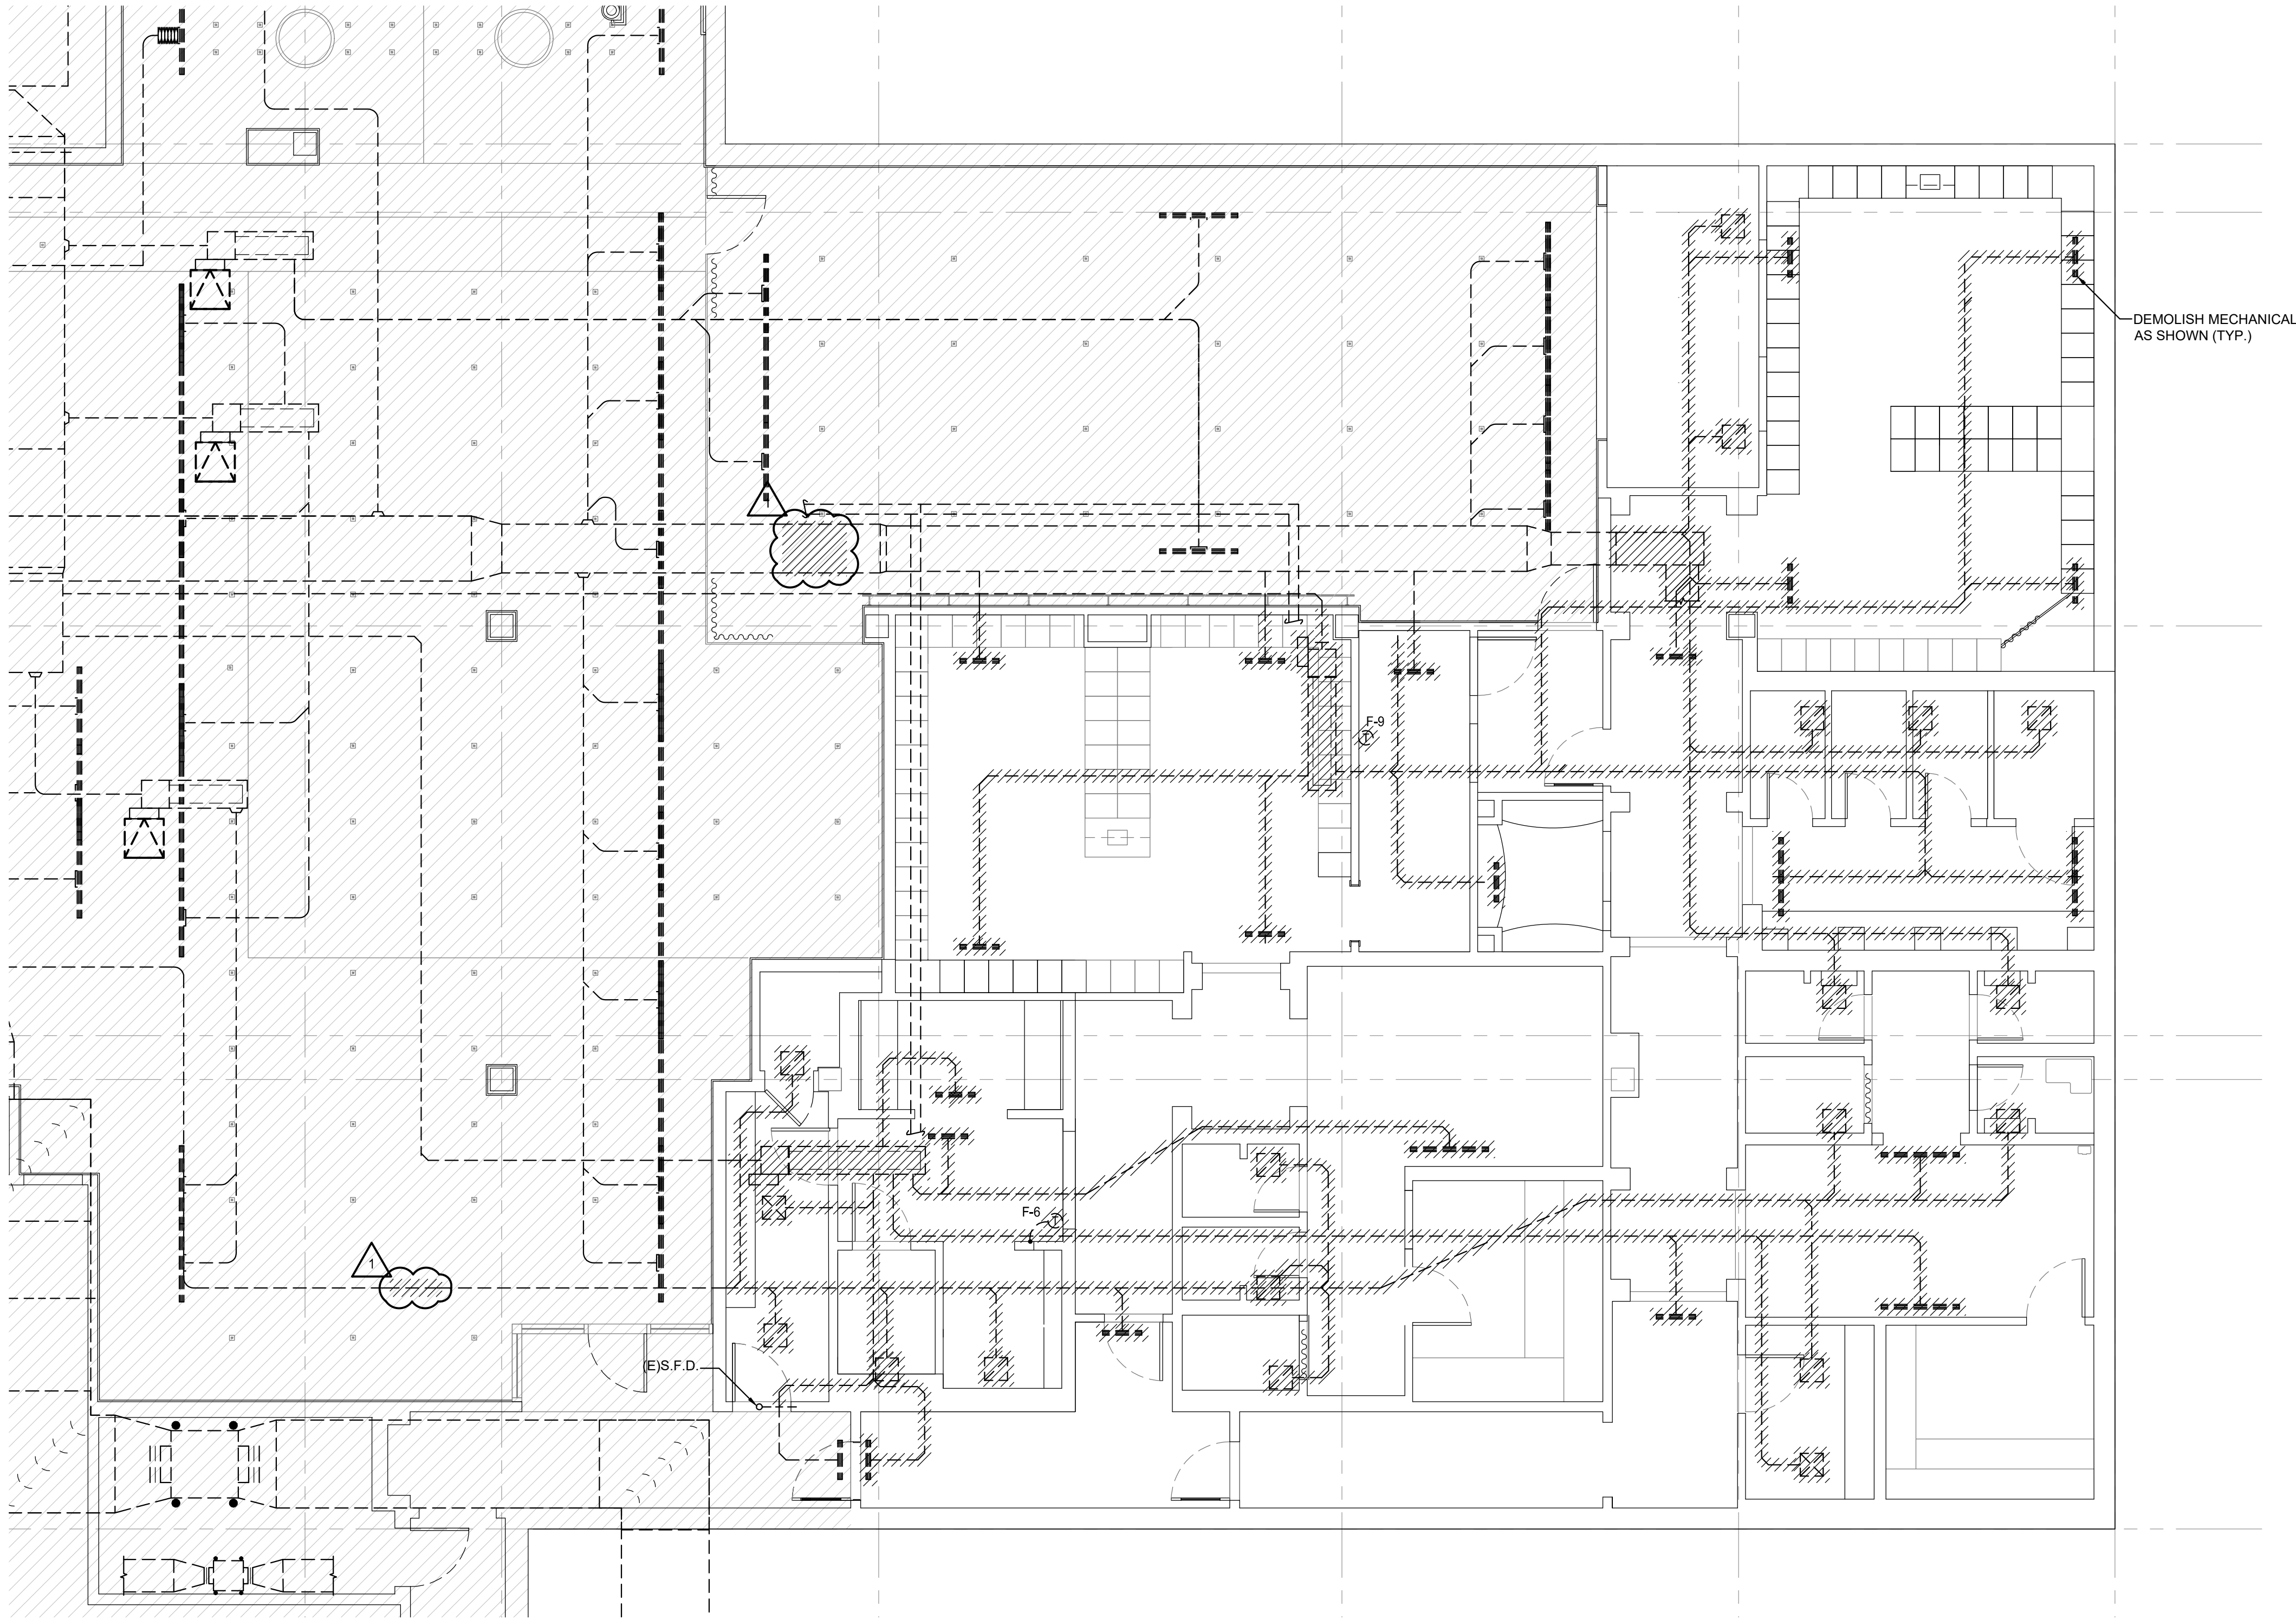 DEMOLISH MECHANICAL
AS SHOWN (TYP.)
1
F-9
T
F-6
T
1
(E)S.F.D.